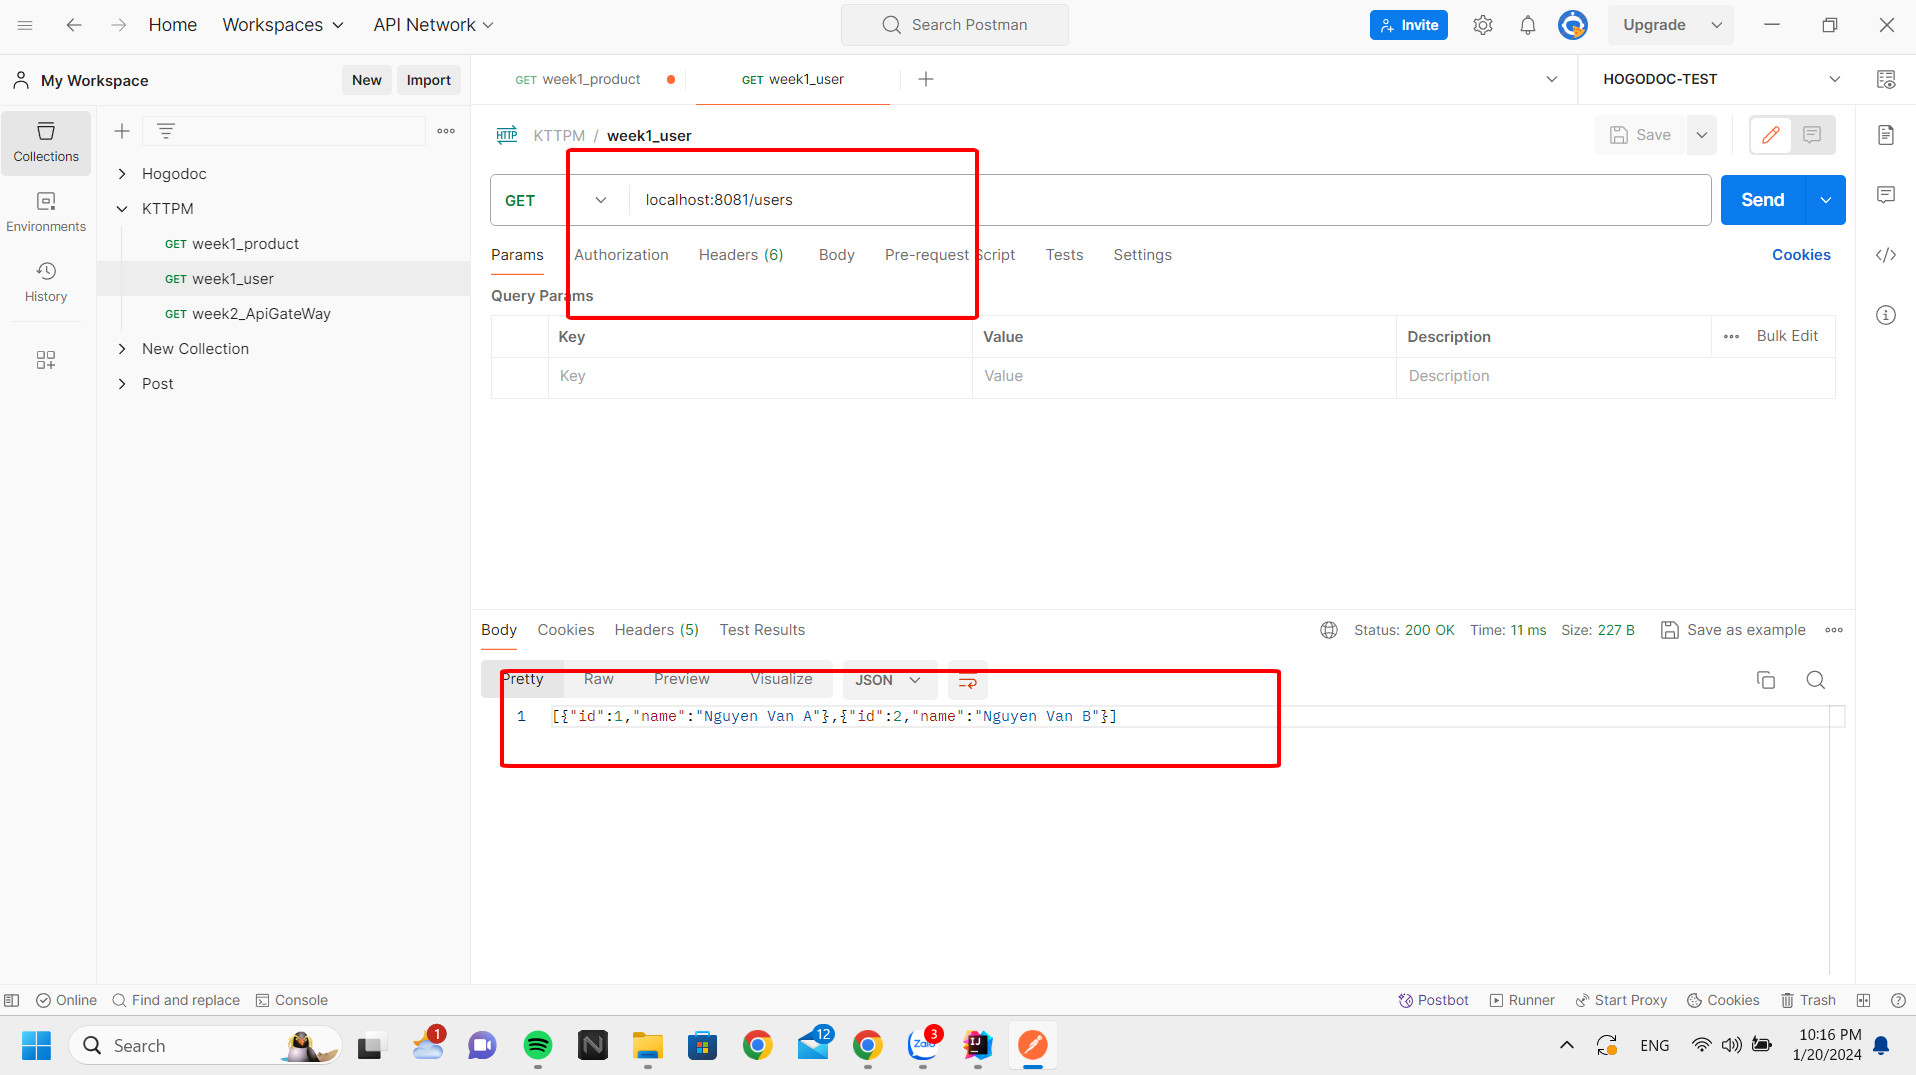 Home Workspaces API Network Search Postman Invite Upgrade
My Workspace New Import GET week1_product GET week1_user HOGODOC-TEST
Collections
Environments
History
Hogodoc
KTTPM
GET week1_product
GET week1_user
GET week2_ApiGateWay
New Collection
Post
HTTP KTTPM / week1_user Save
GET localhost:8081/users Send
Params Authorization Headers (6) Body Pre-request Script Tests Settings Cookies
Query Params
Key Value Description Bulk Edit
Key Value Description
Body Cookies Headers (5) Test Results Status: 200 OK Time: 11 ms Size: 227 B Save as example
Pretty Raw Preview Visualize JSON
1 [{"id":1,"name":"Nguyen Van A"},{"id":2,"name":"Nguyen Van B"}]
Online Find and replace Console Postbot Runner Start Proxy Cookies Trash
Search 1 N 12 Zalo 3 IJ ENG 10:16 PM
1/20/2024